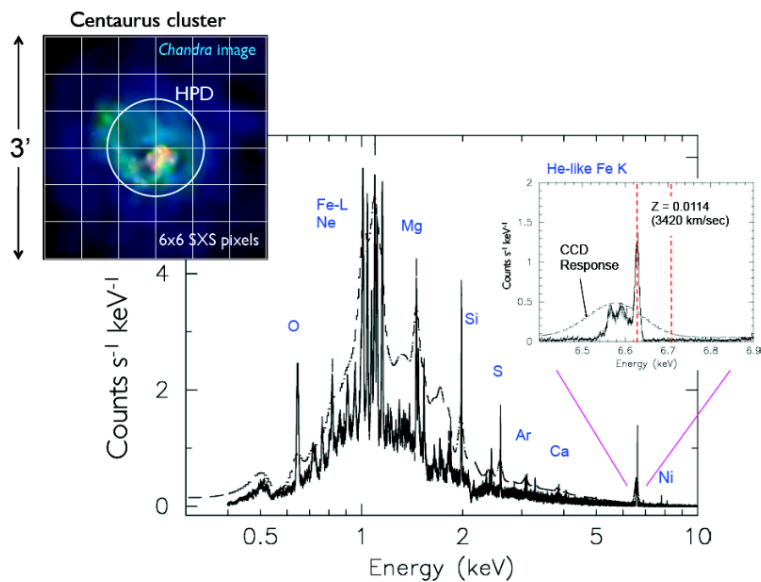 Centaurus cluster
Chandra image
HPD
3'
6x6 SXS pixels
Fe-L
Ne
Mg
O
Si
S
Ar
Ca
Ni
He-like Fe K
Z = 0.0114
(3420 km/sec)
CCD
Response
Counts s-1 keV-1
0
0.5
1
1.5
2
6.5
6.6
6.7
6.8
6.9
Energy (keV)
Counts s-1 keV-1
4
2
0
0.5
1
2
5
10
Energy (keV)